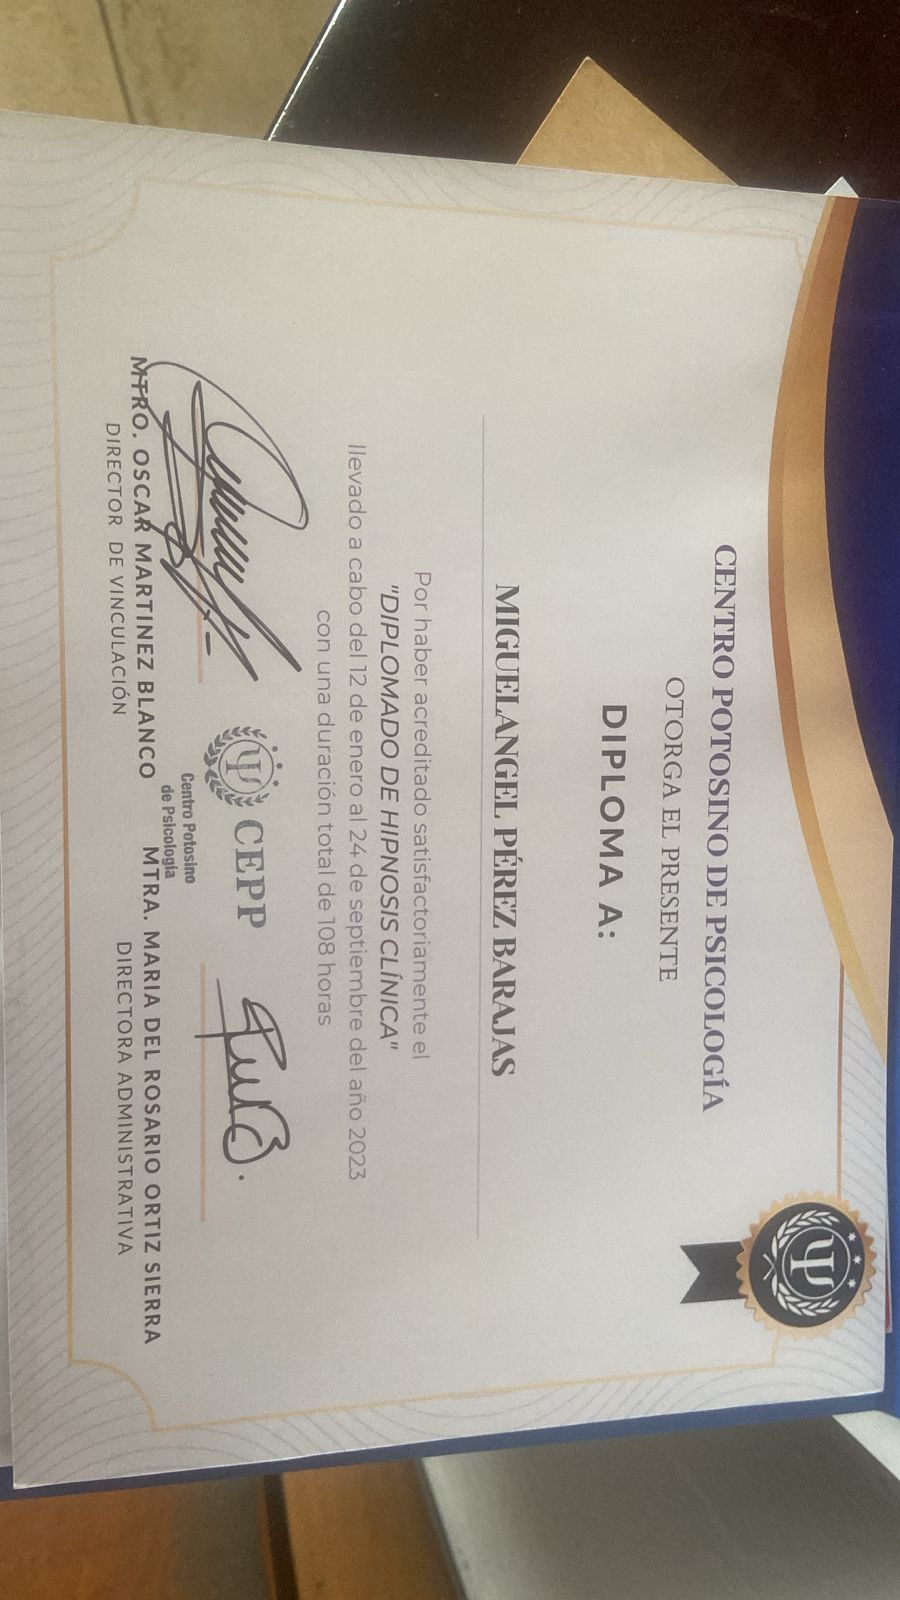 CENTRO POTOSINO DE PSICOLOGÍA
OTORGA EL PRESENTE
DIPLOMA A:
MIGUELANGEL PÉREZ BARAJAS
Por haber acreditado satisfactoriamente el
"DIPLOMADO DE HIPNOSIS CLÍNICA"
llevado a cabo del 12 de enero al 24 de septiembre del año 2023
con una duración total de 108 horas
CEPP
Centro Potosino
de Psicología
MTRO. OSCAR MARTINEZ BLANCO
DIRECTOR DE VINCULACIÓN
MTRA. MARIA DEL ROSARIO ORTIZ SIERRA
DIRECTORA ADMINISTRATIVA